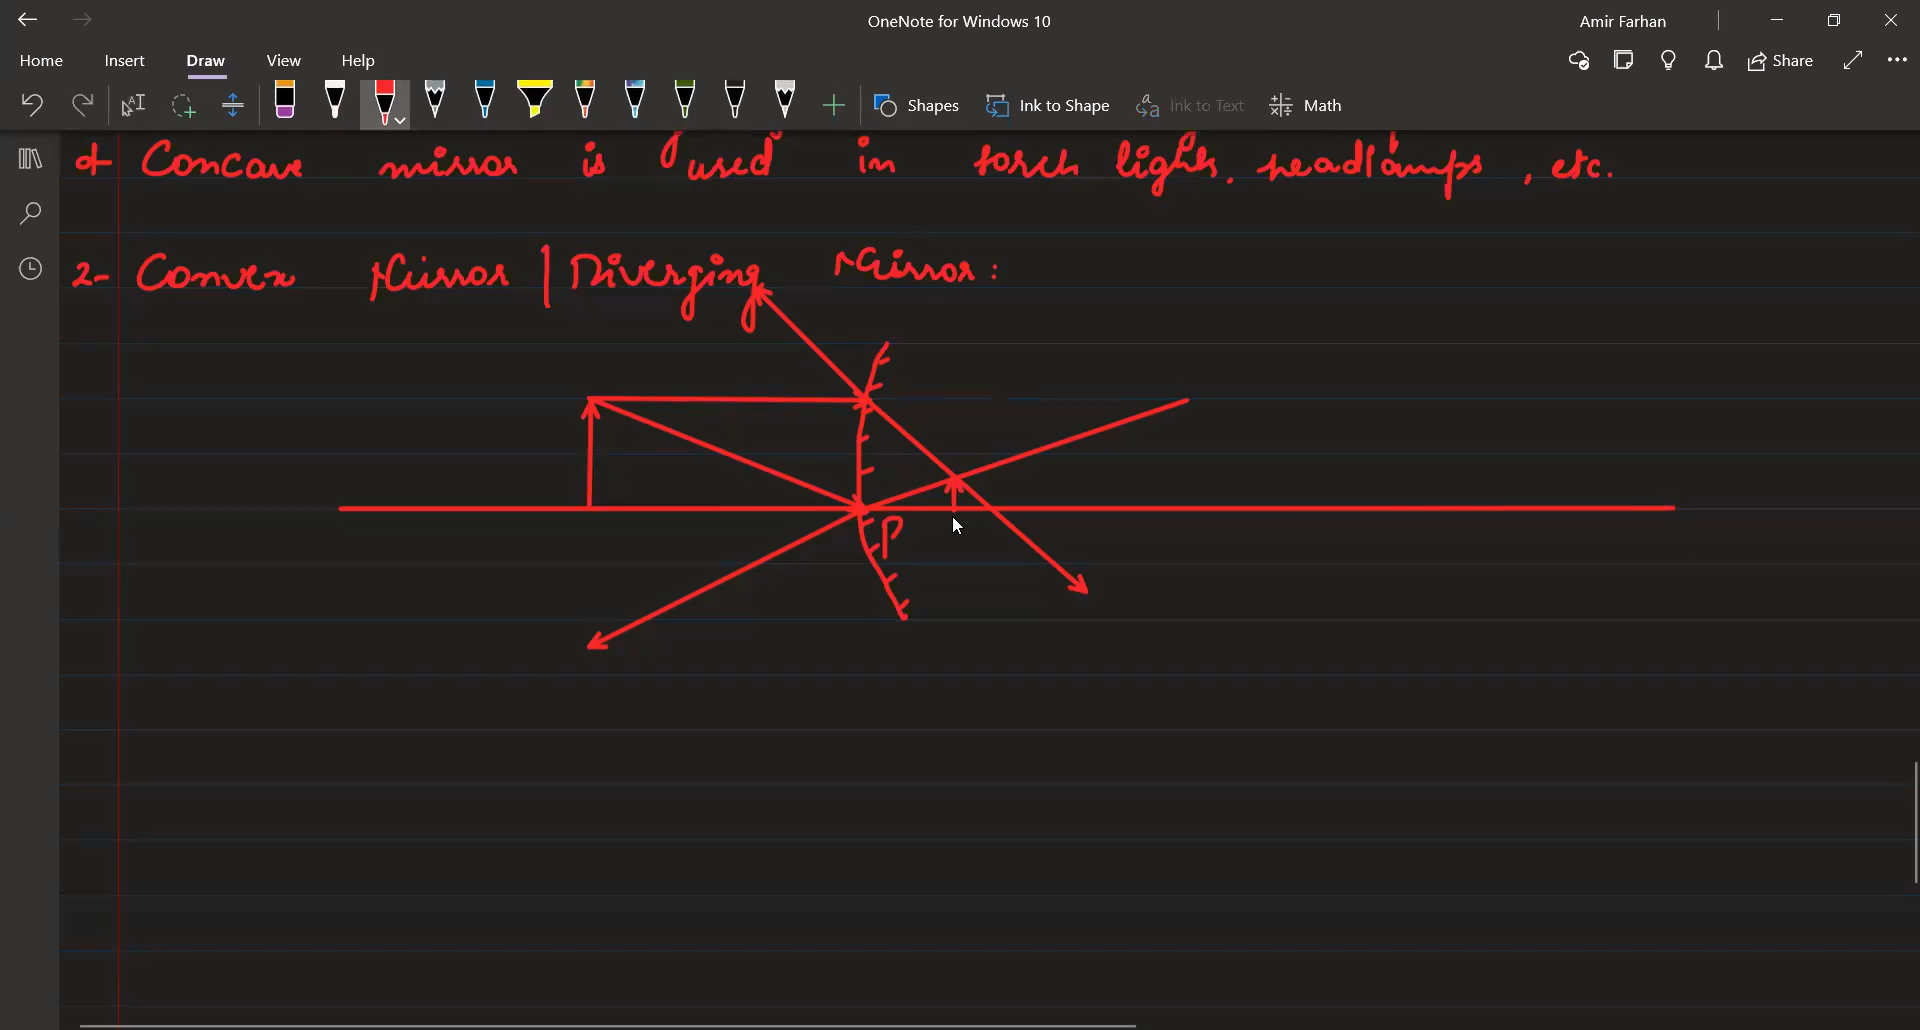 OneNote for Windows 10
Amir Farhan
Home Insert Draw View Help
Share
Shapes Ink to Shape Ink to Text Math
Concave mirror is used in torch lights, headlamps, etc.
2- Convex Mirror | Diverging Mirror:
P